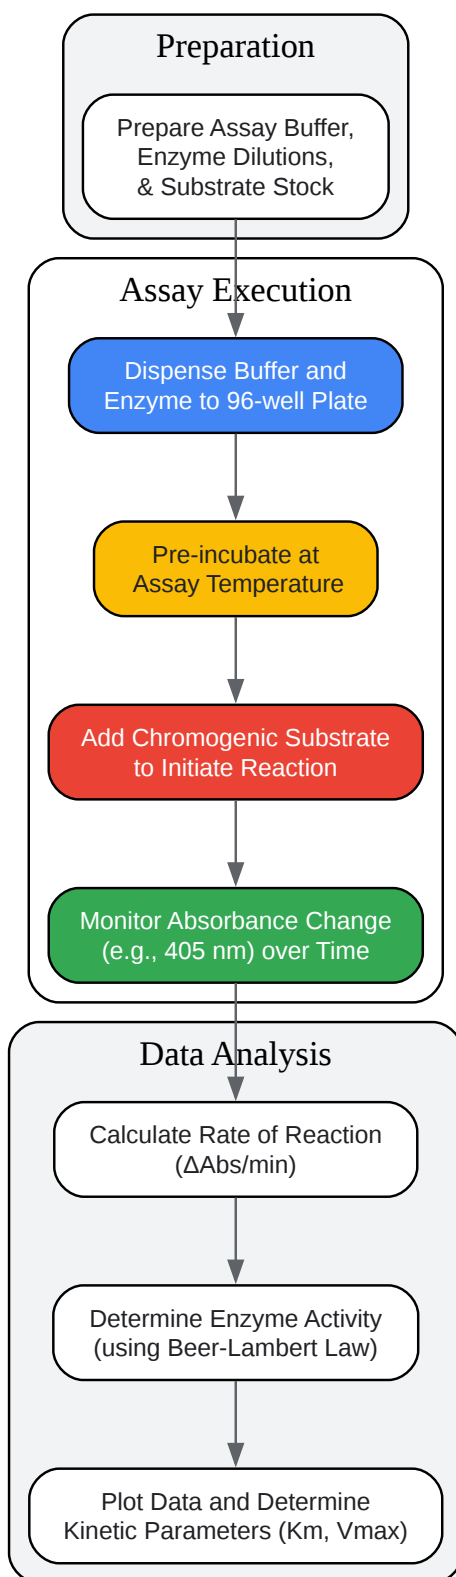 Preparation
Prepare Assay Buffer,
Enzyme Dilutions,
& Substrate Stock
Assay Execution
Dispense Buffer and
Enzyme to 96-well Plate
Pre-incubate at
Assay Temperature
Add Chromogenic Substrate
to Initiate Reaction
Monitor Absorbance Change
(e.g., 405 nm) over Time
Data Analysis
Calculate Rate of Reaction
(ΔAbs/min)
Determine Enzyme Activity
(using Beer-Lambert Law)
Plot Data and Determine
Kinetic Parameters (Km, Vmax)